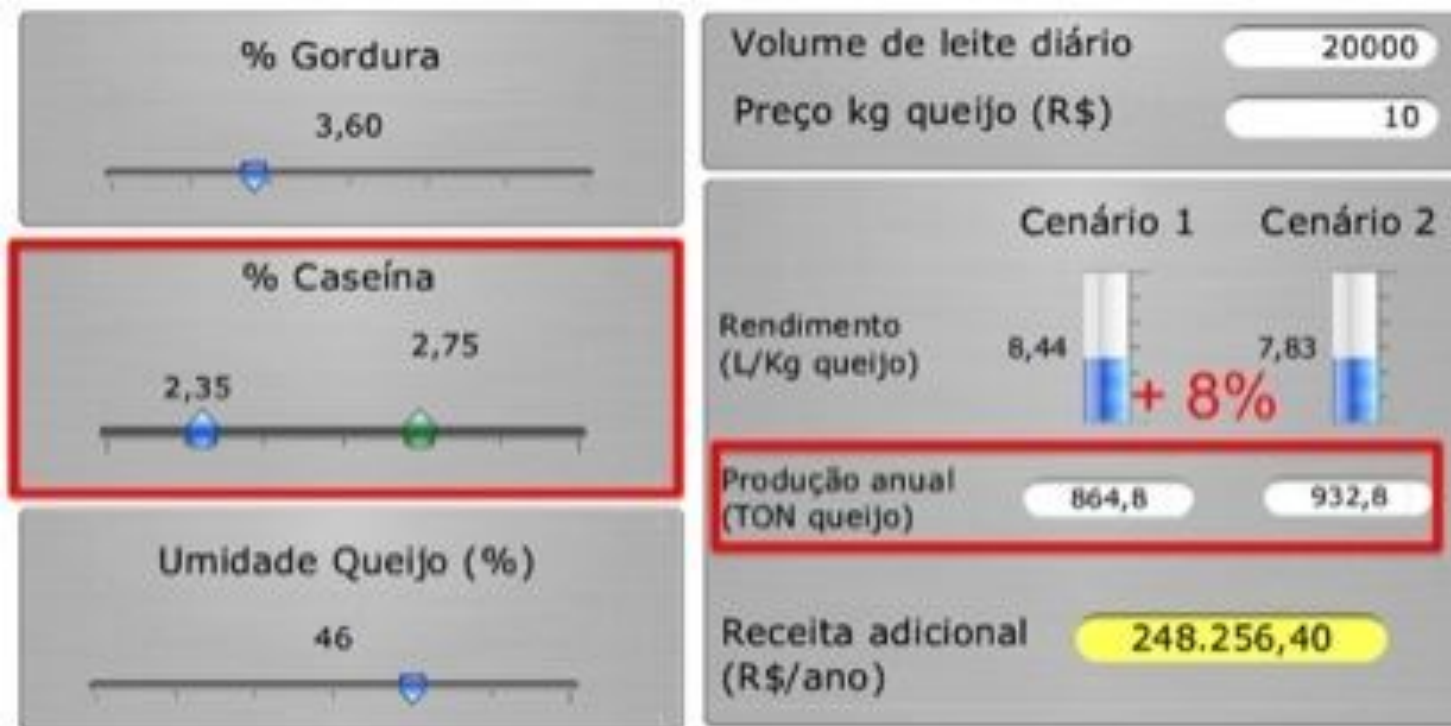 % Gordura
3,60
% Caseína
2,75
2,35
Umidade Queijo (%)
46
Volume de leite diário 20000
Preço kg queijo (R$) 10
Cenário 1 Cenário 2
Rendimento
(L/Kg queijo)
8,44 7,83
+ 8%
Produção anual
(TON queijo)
864,8 932,8
Receita adicional
(R$/ano)
248.256,40